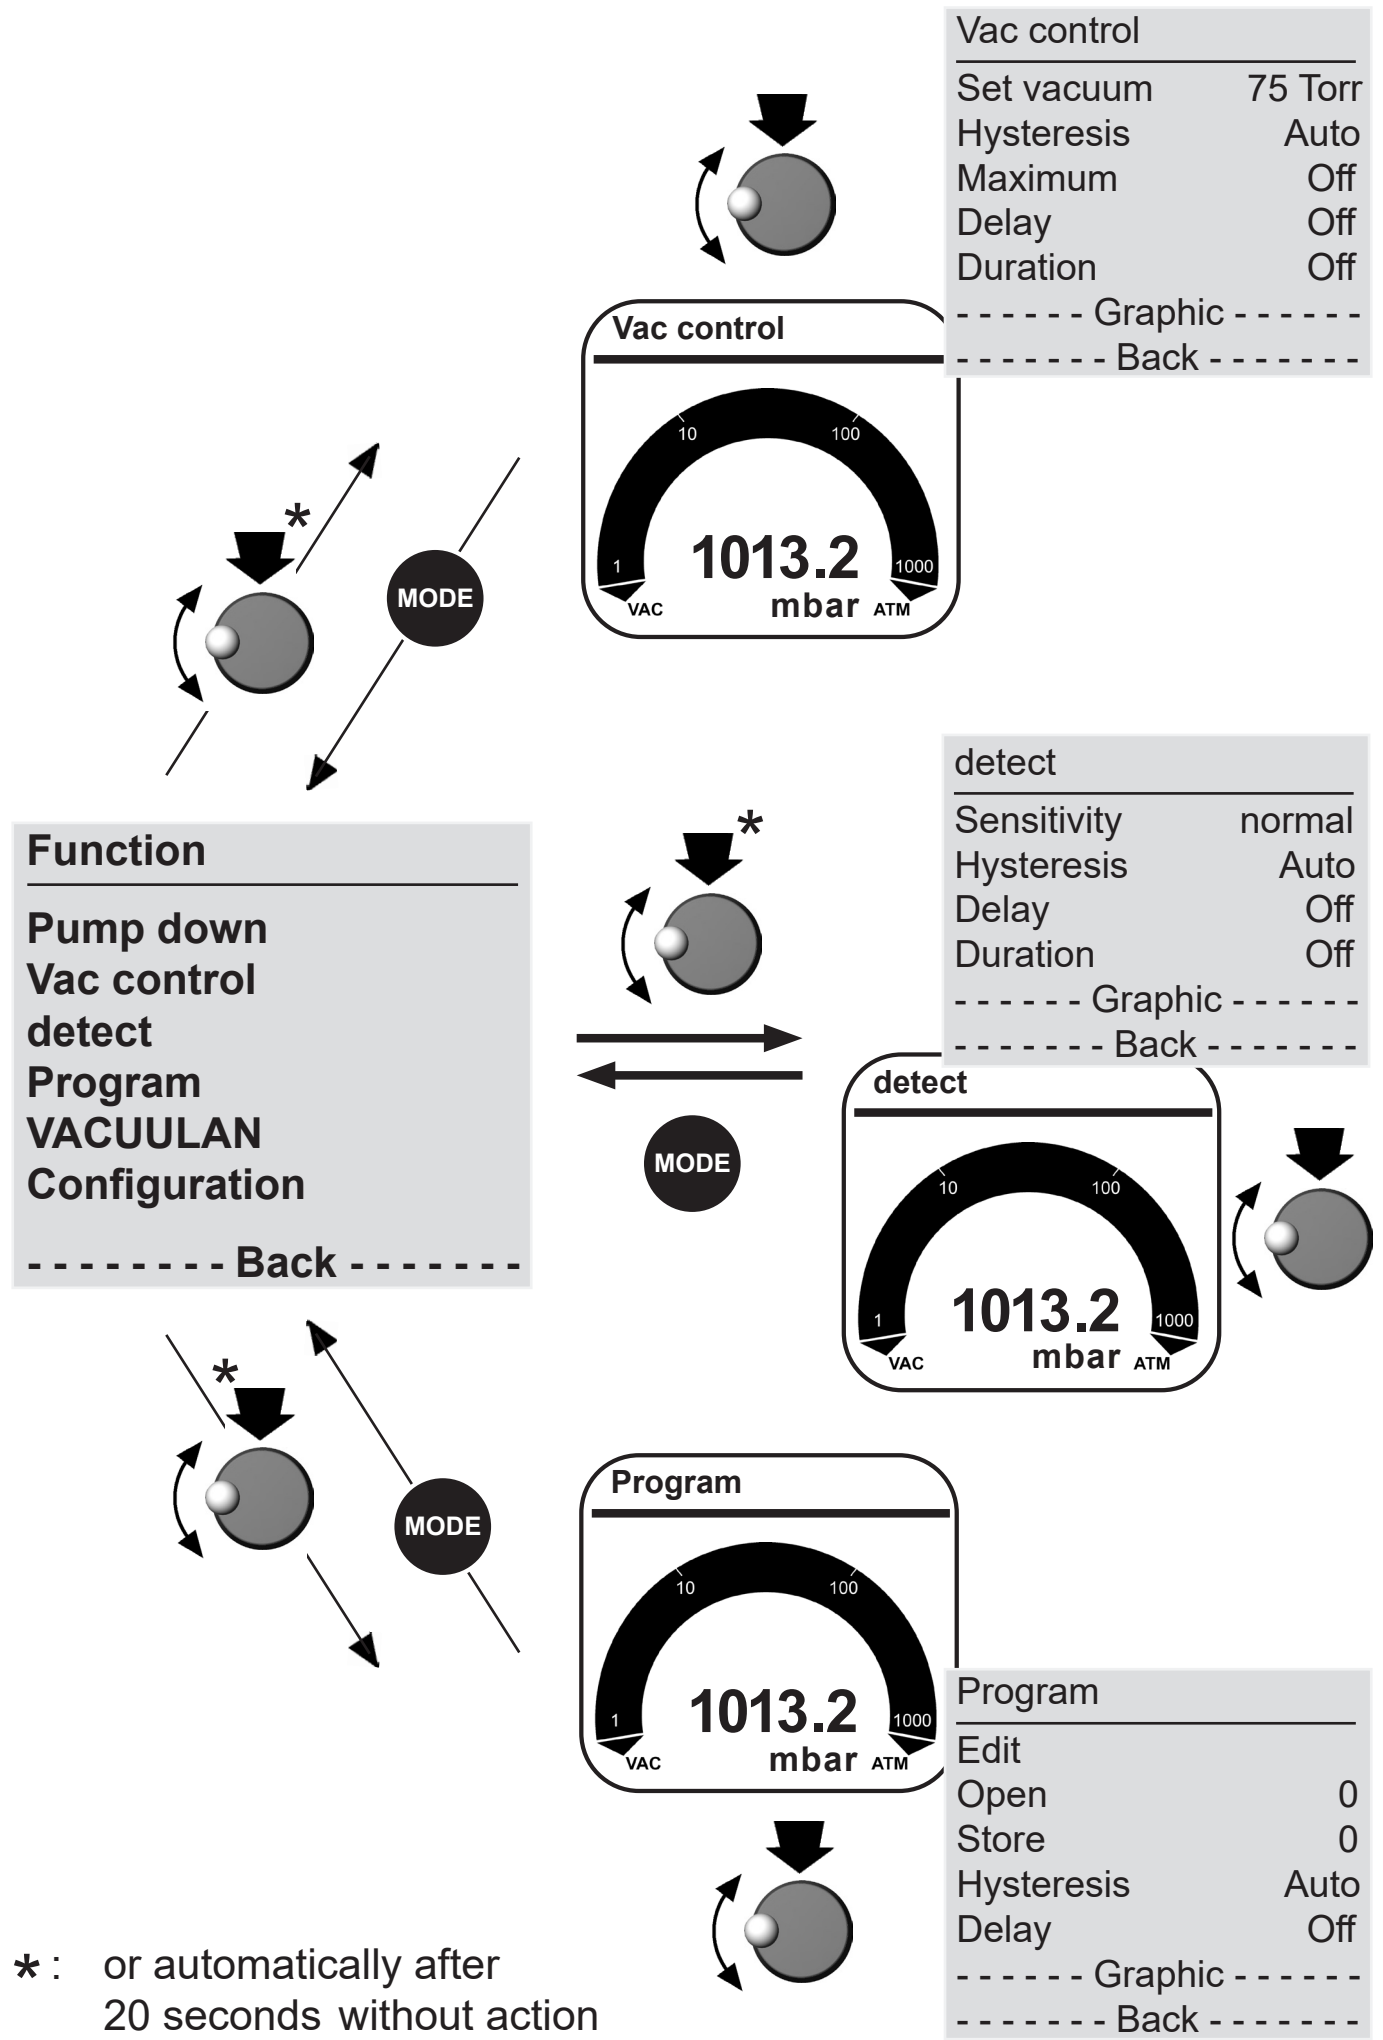 Vac control
Set vacuum 75 Torr
Hysteresis Auto
Maximum Off
Delay Off
Duration Off
- - - - - - Graphic - - - - - -
- - - - - - - Back - - - - - - -
Vac control
10 100
1 1000
1013.2
mbar
VAC ATM
*
MODE
Function
Pump down
Vac control
detect
Program
VACUULAN
Configuration
- - - - - - - - Back - - - - - - -
*
MODE
detect
Sensitivity normal
Hysteresis Auto
Delay Off
Duration Off
- - - - - - Graphic - - - - - -
- - - - - - - Back - - - - - - -
detect
10 100
1 1000
1013.2
mbar
VAC ATM
*
MODE
Program
10 100
1 1000
1013.2
mbar
VAC ATM
Program
Edit
Open 0
Store 0
Hysteresis Auto
Delay Off
- - - - - - Graphic - - - - - -
- - - - - - - Back - - - - - - -
* : or automatically after
20 seconds without action